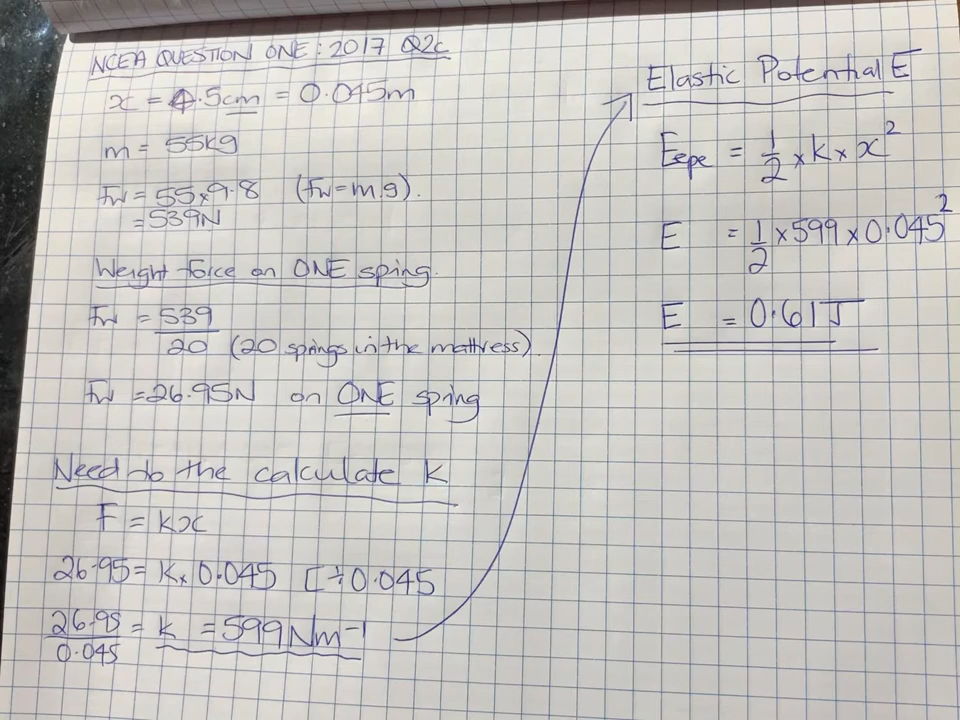 NCEA QUESTION ONE: 2017 Q2c
x = 4.5cm = 0.045m
m = 55kg
Fw = 55x9.8 (Fw=m.g).
= 539N
Weight force on ONE spring.
Fw = 539
20 (20 springs in the mattress).
Fw = 26.95N on ONE spring
Need to the calculate k
F = kx
26.95 = k x 0.045 [÷0.045
26.95/0.045 = k = 599Nm⁻¹
Elastic Potential E
Eepe = 1/2 x k x x²
E = 1/2 x 599 x 0.045²
E = 0.61J